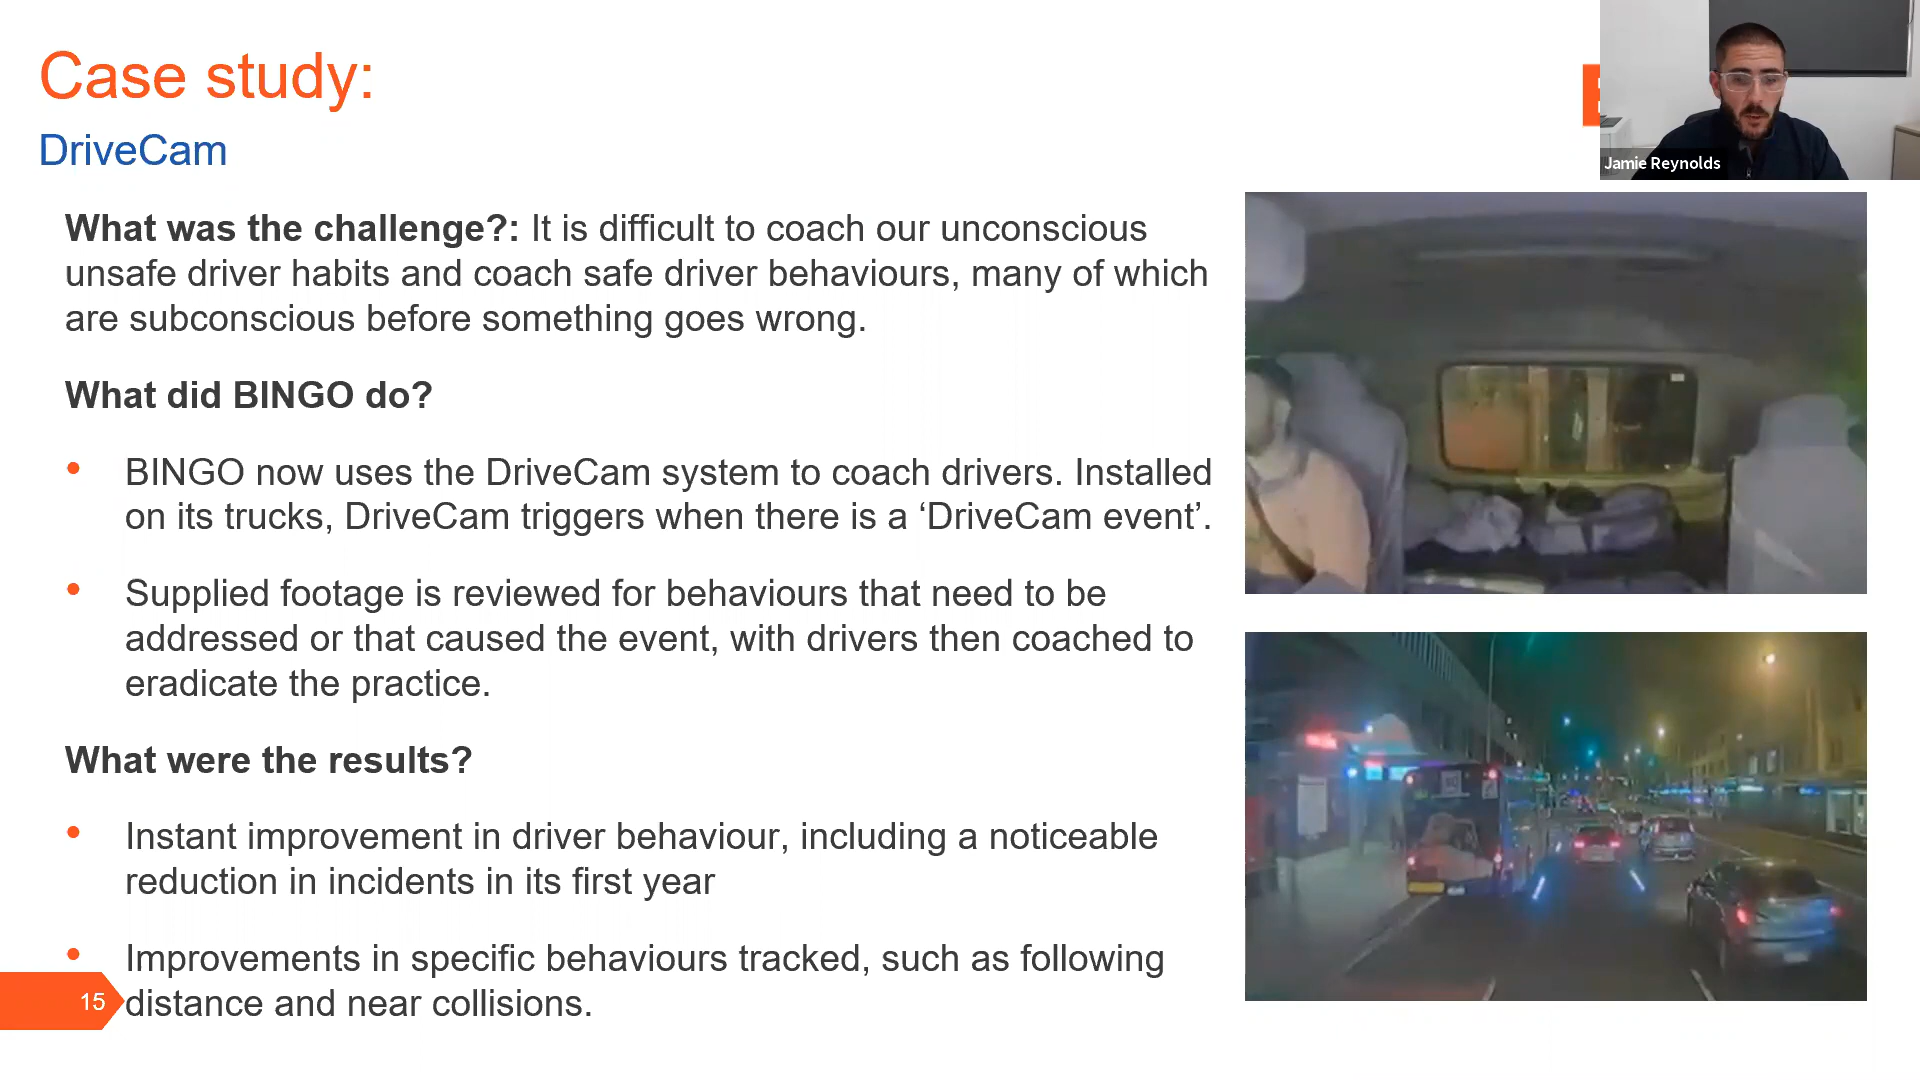 Case study:
DriveCam
Jamie Reynolds
What was the challenge?: It is difficult to coach our unconscious
unsafe driver habits and coach safe driver behaviours, many of which
are subconscious before something goes wrong.
What did BINGO do?
• BINGO now uses the DriveCam system to coach drivers. Installed
on its trucks, DriveCam triggers when there is a ‘DriveCam event’.
• Supplied footage is reviewed for behaviours that need to be
addressed or that caused the event, with drivers then coached to
eradicate the practice.
What were the results?
• Instant improvement in driver behaviour, including a noticeable
reduction in incidents in its first year
• Improvements in specific behaviours tracked, such as following
distance and near collisions.
15